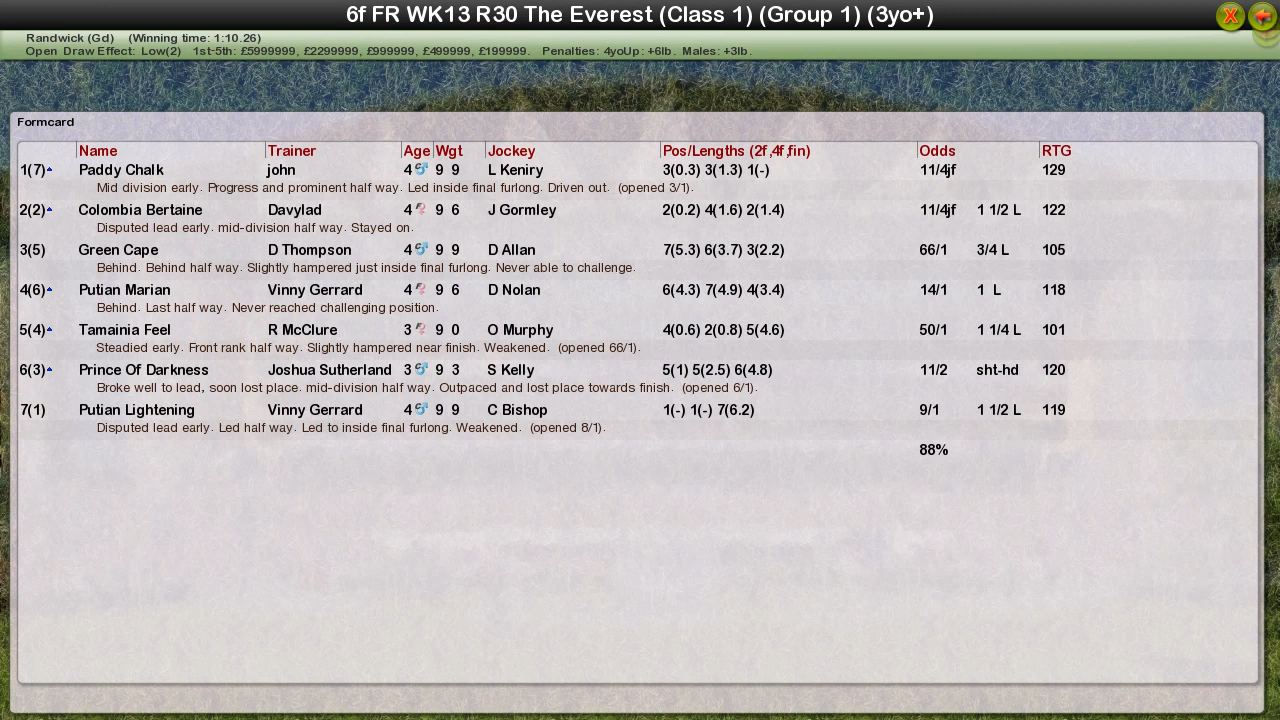 6f FR WK13 R30 The Everest (Class 1) (Group 1) (3yo+)
X
Randwick (Gd) (Winning time: 1:10.26)
Open Draw Effect: Low(2) 1st-5th: £5999999, £2299999, £999999, £499999, £199999. Penalties: 4yoUp: +6lb. Males: +3lb.
Formcard
Name Trainer Age Wgt Jockey Pos/Lengths (2f,4f,fin) Odds RTG
1(7) Paddy Chalk john 4 9 9 L Keniry 3(0.3) 3(1.3) 1(-) 11/4jf 129
Mid division early. Progress and prominent half way. Led inside final furlong. Driven out. (opened 3/1).
2(2) Colombia Bertaine Davylad 4 9 6 J Gormley 2(0.2) 4(1.6) 2(1.4) 11/4jf 1 1/2 L 122
Disputed lead early. mid-division half way. Stayed on.
3(5) Green Cape D Thompson 4 9 9 D Allan 7(5.3) 6(3.7) 3(2.2) 66/1 3/4 L 105
Behind. Behind half way. Slightly hampered just inside final furlong. Never able to challenge.
4(6) Putian Marian Vinny Gerrard 4 9 6 D Nolan 6(4.3) 7(4.9) 4(3.4) 14/1 1 L 118
Behind. Last half way. Never reached challenging position.
5(4) Tamainia Feel R McClure 3 9 0 O Murphy 4(0.6) 2(0.8) 5(4.6) 50/1 1 1/4 L 101
Steadied early. Front rank half way. Slightly hampered near finish. Weakened. (opened 66/1).
6(3) Prince Of Darkness Joshua Sutherland 3 9 3 S Kelly 5(1) 5(2.5) 6(4.8) 11/2 sht-hd 120
Broke well to lead, soon lost place. mid-division half way. Outpaced and lost place towards finish. (opened 6/1).
7(1) Putian Lightening Vinny Gerrard 4 9 9 C Bishop 1(-) 1(-) 7(6.2) 9/1 1 1/2 L 119
Disputed lead early. Led half way. Led to inside final furlong. Weakened. (opened 8/1).
88%